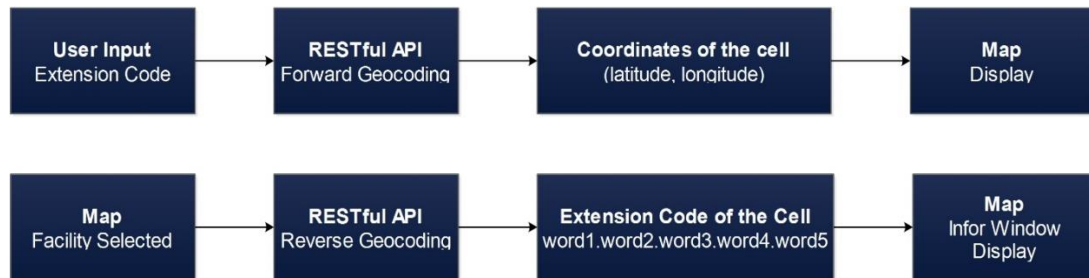 User Input
Extension Code
RESTful API
Forward Geocoding
Coordinates of the cell
(latitude, longitude)
Map
Display
Map
Facility Selected
RESTful API
Reverse Geocoding
Extension Code of the Cell
word1.word2.word3.word4.word5
Map
Infor Window
Display